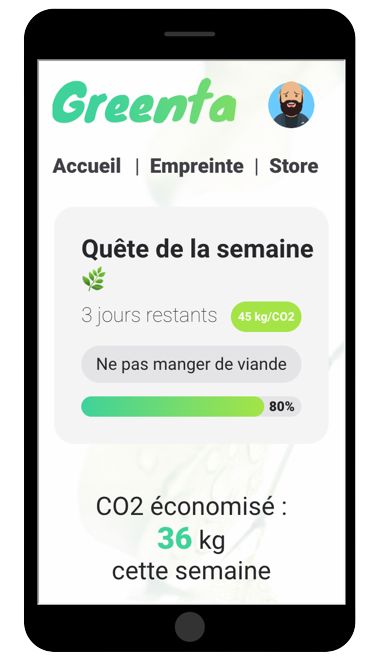 Greenta
Accueil | Empreinte | Store
Quête de la semaine
🌿
3 jours restants 45 kg/CO2
Ne pas manger de viande
80%
CO2 économisé :
36 kg
cette semaine